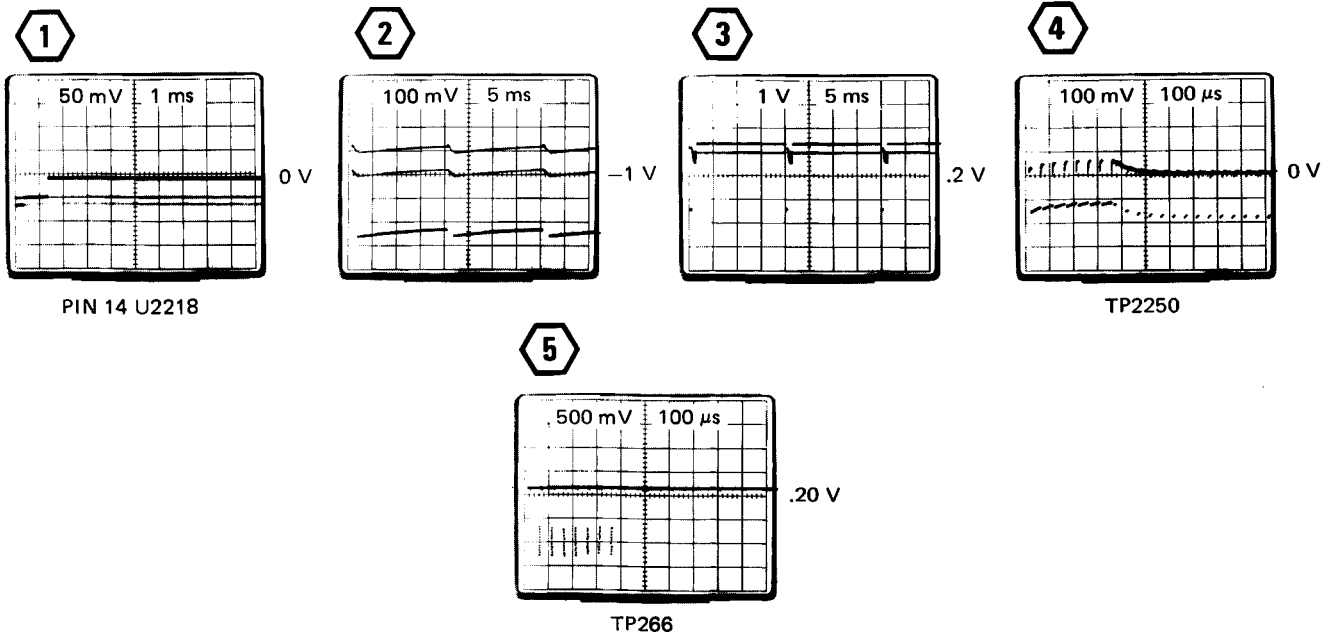 1
2
3
4
50 mV 1 ms
0 V
100 mV 5 ms
−1 V
1 V 5 ms
.2 V
100 mV 100 µs
0 V
PIN 14 U2218
TP2250
5
500 mV 100 µs
.20 V
TP266